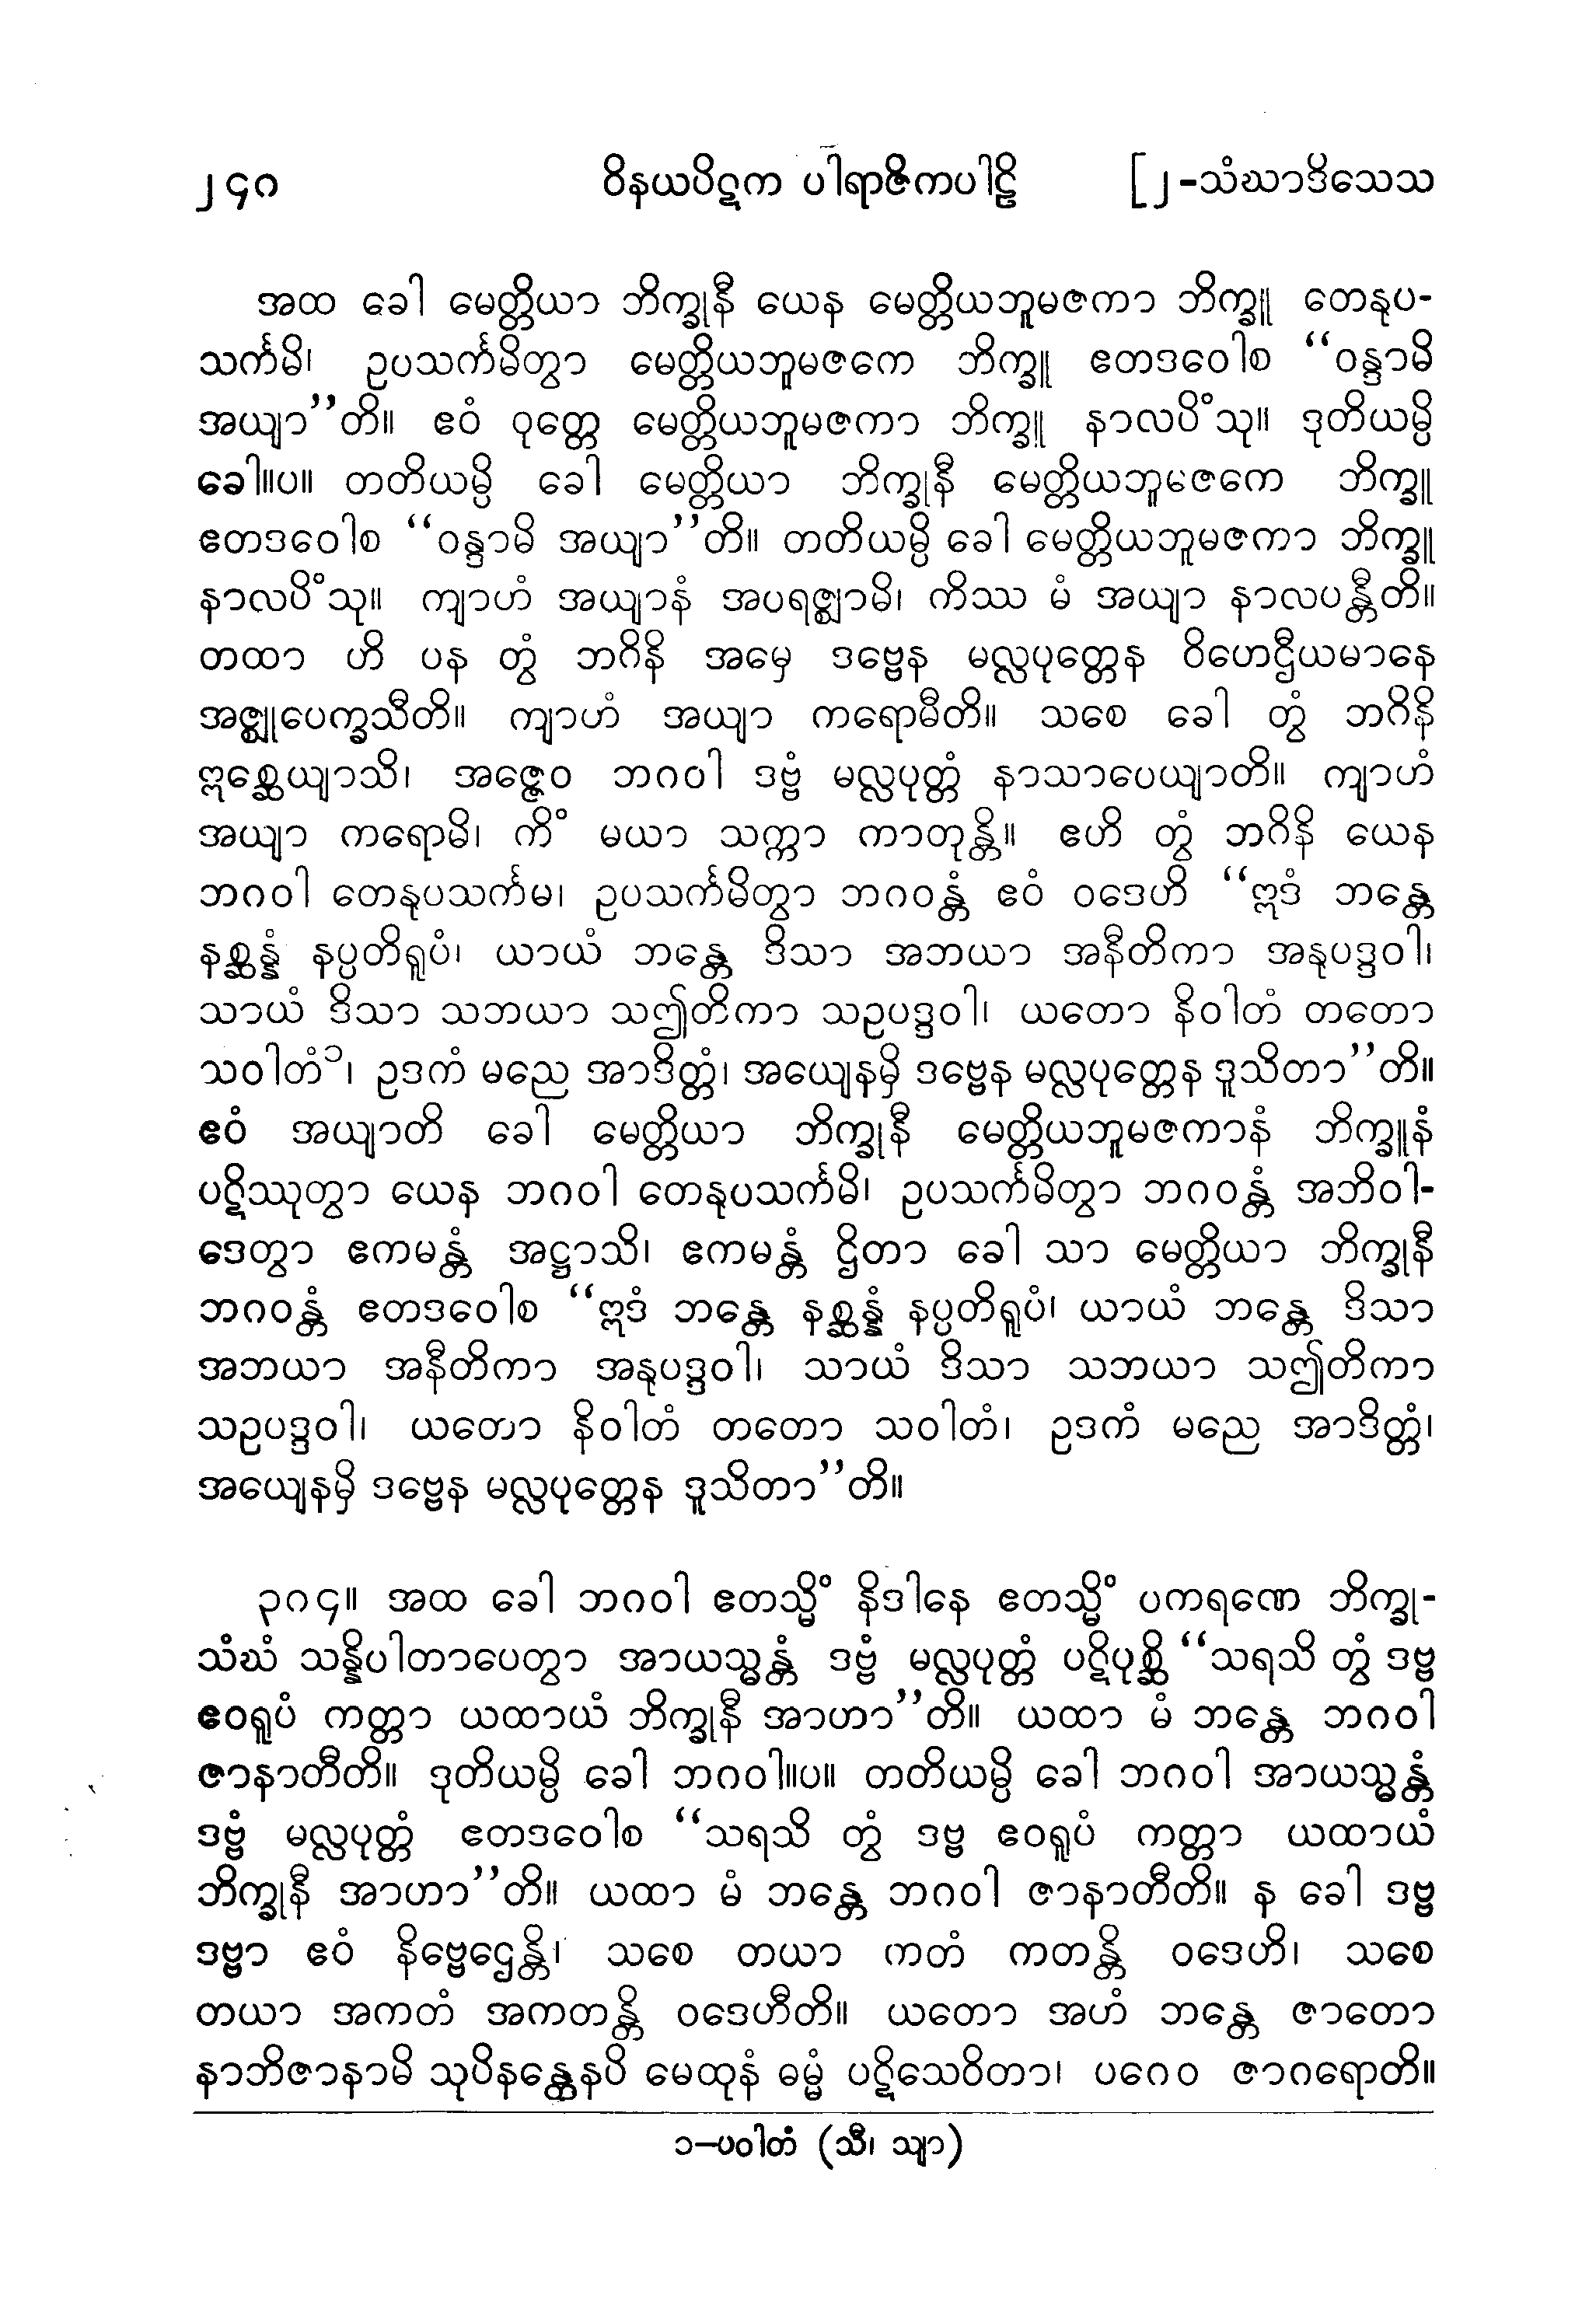 ၂၄၀ ဝိနယပိဋက ပါရာဇိကပါဠိ [၂-သံဃာဒိသေသ
အထ ခေါ မေတ္တိယာ ဘိက္ခုနီ ယေန မေတ္တိယဘူမဇကာ ဘိက္ခူ တေနုပ-
သင်္ကမိ၊ ဥပသင်္ကမိတွာ မေတ္တိယဘူမဇကေ ဘိက္ခူ ဧတဒဝေါစ “ဝန္ဒာမိ
အယျာ”တိ။ ဧဝံ ဝုတ္တေ မေတ္တိယဘူမဇကာ ဘိက္ခူ နာလပိံသု။ ဒုတိယမ္ပိ
ခေါ။ပ။ တတိယမ္ပိ ခေါ မေတ္တိယာ ဘိက္ခုနီ မေတ္တိယဘူမဇကေ ဘိက္ခူ
ဧတဒဝေါစ “ဝန္ဒာမိ အယျာ”တိ။ တတိယမ္ပိ ခေါ မေတ္တိယဘူမဇကာ ဘိက္ခူ
နာလပိံသု။ ကျာဟံ အယျာနံ အပရဇ္ဈာမိ၊ ကိဿ မံ အယျာ နာလပန္တီတိ။
တထာ ဟိ ပန တွံ ဘဂိနိ အမှေ ဒဗ္ဗေန မလ္လပုတ္တေန ဝိဟေဌီယမာနေ
အဇ္ဈုပေက္ခသီတိ။ ကျာဟံ အယျာ ကရောမီတိ။ သစေ ခေါ တွံ ဘဂိနိ
ဣစ္ဆေယျာသိ၊ အဇ္ဇေဝ ဘဂဝါ ဒဗ္ဗံ မလ္လပုတ္တံ နာသာပေယျာတိ။ ကျာဟံ
အယျာ ကရောမိ၊ ကိံ မယာ သက္ကာ ကာတုန္တိ။ ဧဟိ တွံ ဘဂိနိ ယေန
ဘဂဝါ တေနုပသင်္ကမ၊ ဥပသင်္ကမိတွာ ဘဂဝန္တံ ဧဝံ ဝဒေဟိ “ဣဒံ ဘန္တေ
နစ္ဆန္နံ နပ္ပတိရူပံ၊ ယာယံ ဘန္တေ ဒိသာ အဘယာ အနီတိကာ အနုပဒ္ဒဝါ၊
သာယံ ဒိသာ သဘယာ သဤတိကာ သဥပဒ္ဒဝါ၊ ယတော နိဝါတံ တတော
သဝါတံ၁၊ ဥဒကံ မညေ အာဒိတ္တံ၊ အယျေနမှိ ဒဗ္ဗေန မလ္လပုတ္တေန ဒူသိတာ”တိ။
ဧဝံ အယျာတိ ခေါ မေတ္တိယာ ဘိက္ခုနီ မေတ္တိယဘူမဇကာနံ ဘိက္ခူနံ
ပဋိဿုတွာ ယေန ဘဂဝါ တေနုပသင်္ကမိ၊ ဥပသင်္ကမိတွာ ဘဂဝန္တံ အဘိဝါ-
ဒေတွာ ဧကမန္တံ အဋ္ဌာသိ၊ ဧကမန္တံ ဌိတာ ခေါ သာ မေတ္တိယာ ဘိက္ခုနီ
ဘဂဝန္တံ ဧတဒဝေါစ “ဣဒံ ဘန္တေ နစ္ဆန္နံ နပ္ပတိရူပံ၊ ယာယံ ဘန္တေ ဒိသာ
အဘယာ အနီတိကာ အနုပဒ္ဒဝါ၊ သာယံ ဒိသာ သဘယာ သဤတိကာ
သဥပဒ္ဒဝါ၊ ယတော နိဝါတံ တတော သဝါတံ၊ ဥဒကံ မညေ အာဒိတ္တံ၊
အယျေနမှိ ဒဗ္ဗေန မလ္လပုတ္တေန ဒူသိတာ”တိ။
၃၀၄။ အထ ခေါ ဘဂဝါ ဧတသ္မိံ နိဒါနေ ဧတသ္မိံ ပကရဏေ ဘိက္ခု-
သံဃံ သန္နိပါတာပေတွာ အာယသ္မန္တံ ဒဗ္ဗံ မလ္လပုတ္တံ ပဋိပုစ္ဆိ “သရသိ တွံ ဒဗ္ဗ
ဧဝရူပံ ကတ္တာ ယထာယံ ဘိက္ခုနီ အာဟာ”တိ။ ယထာ မံ ဘန္တေ ဘဂဝါ
ဇာနာတီတိ။ ဒုတိယမ္ပိ ခေါ ဘဂဝါ။ပ။ တတိယမ္ပိ ခေါ ဘဂဝါ အာယသ္မန္တံ
ဒဗ္ဗံ မလ္လပုတ္တံ ဧတဒဝေါစ “သရသိ တွံ ဒဗ္ဗ ဧဝရူပံ ကတ္တာ ယထာယံ
ဘိက္ခုနီ အာဟာ”တိ။ ယထာ မံ ဘန္တေ ဘဂဝါ ဇာနာတီတိ။ န ခေါ ဒဗ္ဗ
ဒဗ္ဗာ ဧဝံ နိဗ္ဗေဌေန္တိ၊ သစေ တယာ ကတံ ကတန္တိ ဝဒေဟိ၊ သစေ
တယာ အကတံ အကတန္တိ ဝဒေဟီတိ။ ယတော အဟံ ဘန္တေ ဇာတော
နာဘိဇာနာမိ သုပိနန္တေနပိ မေထုနံ ဓမ္မံ ပဋိသေဝိတာ၊ ပဂေဝ ဇာဂရောတိ။
၁-ပဝါတံ (သီ၊ သျာ)